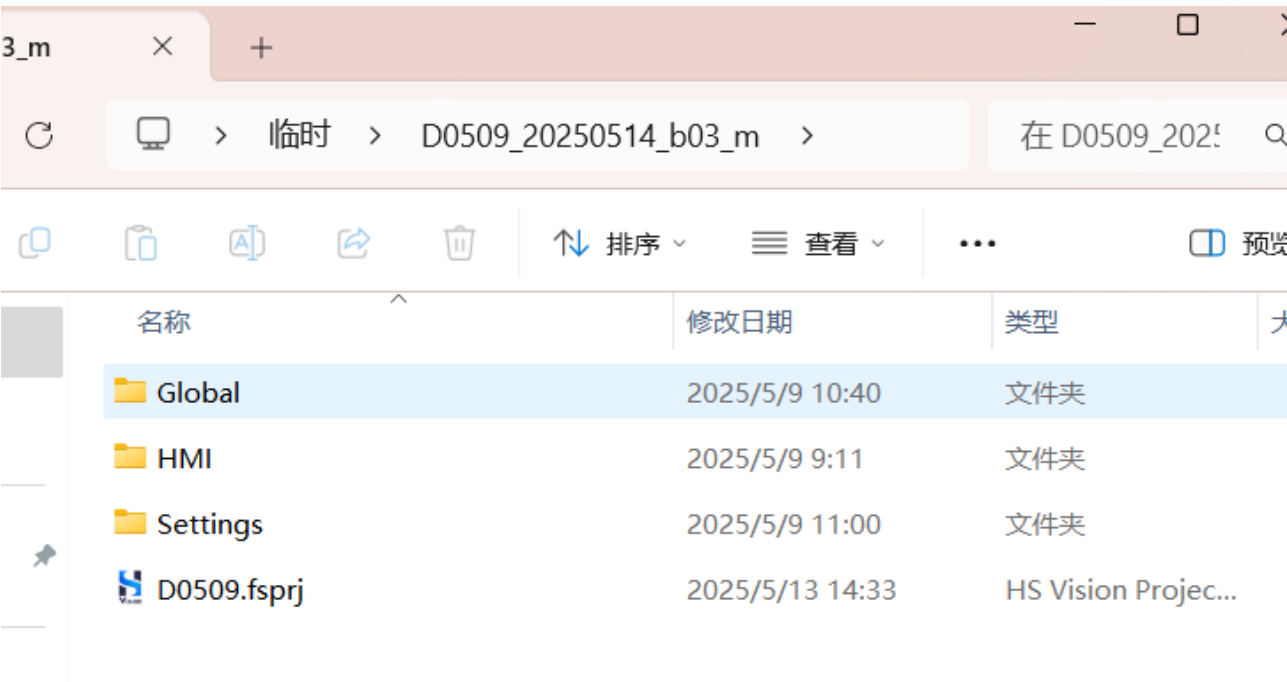 3_m
临时 D0509_20250514_b03_m 在 D0509_2025
排序 查看 预览
名称 修改日期 类型
Global 2025/5/9 10:40 文件夹
HMI 2025/5/9 9:11 文件夹
Settings 2025/5/9 11:00 文件夹
D0509.fsprj 2025/5/13 14:33 HS Vision Projec...